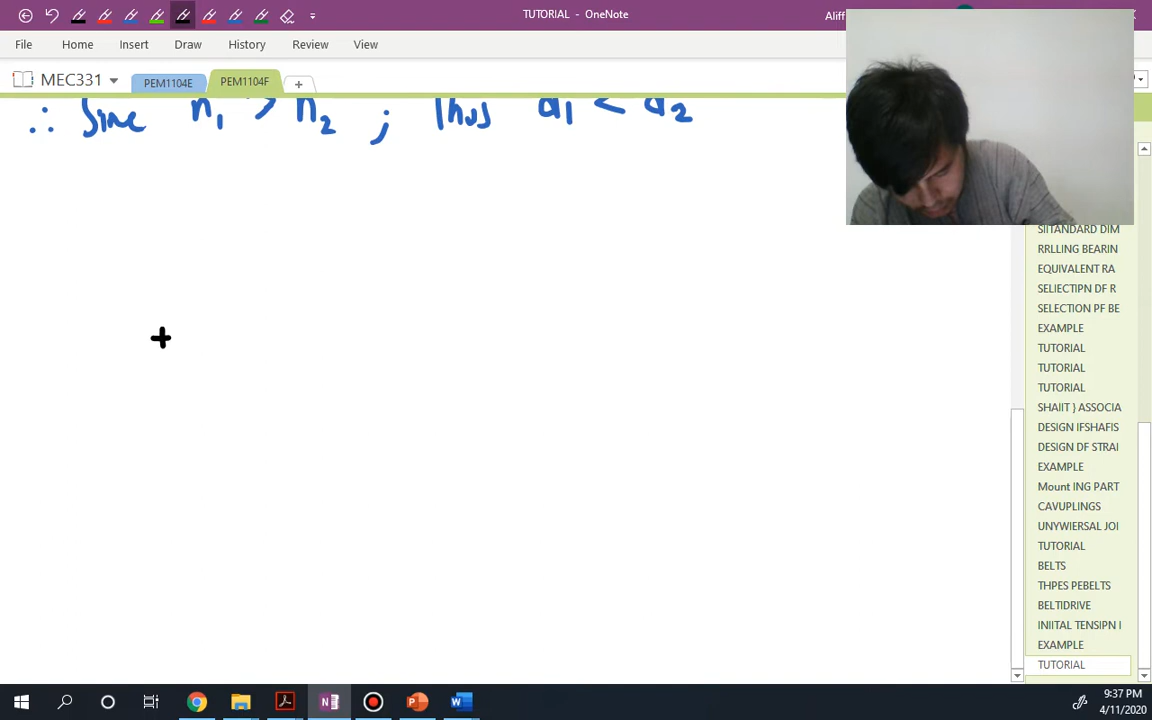 TUTORIAL - OneNote
Aliff
File Home Insert Draw History Review View
MEC331 PEM1104E PEM1104F
∴ Since n1 > n2 ; Thus d1 < d2
SIITANDARD DIM
RRLLING BEARIN
EQUIVALENT RA
SELIECTIPN DF R
SELECTION PF BE
EXAMPLE
TUTORIAL
TUTORIAL
TUTORIAL
SHAIIT } ASSOCIA
DESIGN IFSHAFIS
DESIGN DF STRAI
EXAMPLE
Mount ING PART
CAVUPLINGS
UNYWIERSAL JOI
TUTORIAL
BELTS
THPES PEBELTS
BELTIDRIVE
INIITAL TENSIPN I
EXAMPLE
TUTORIAL
9:37 PM
4/11/2020